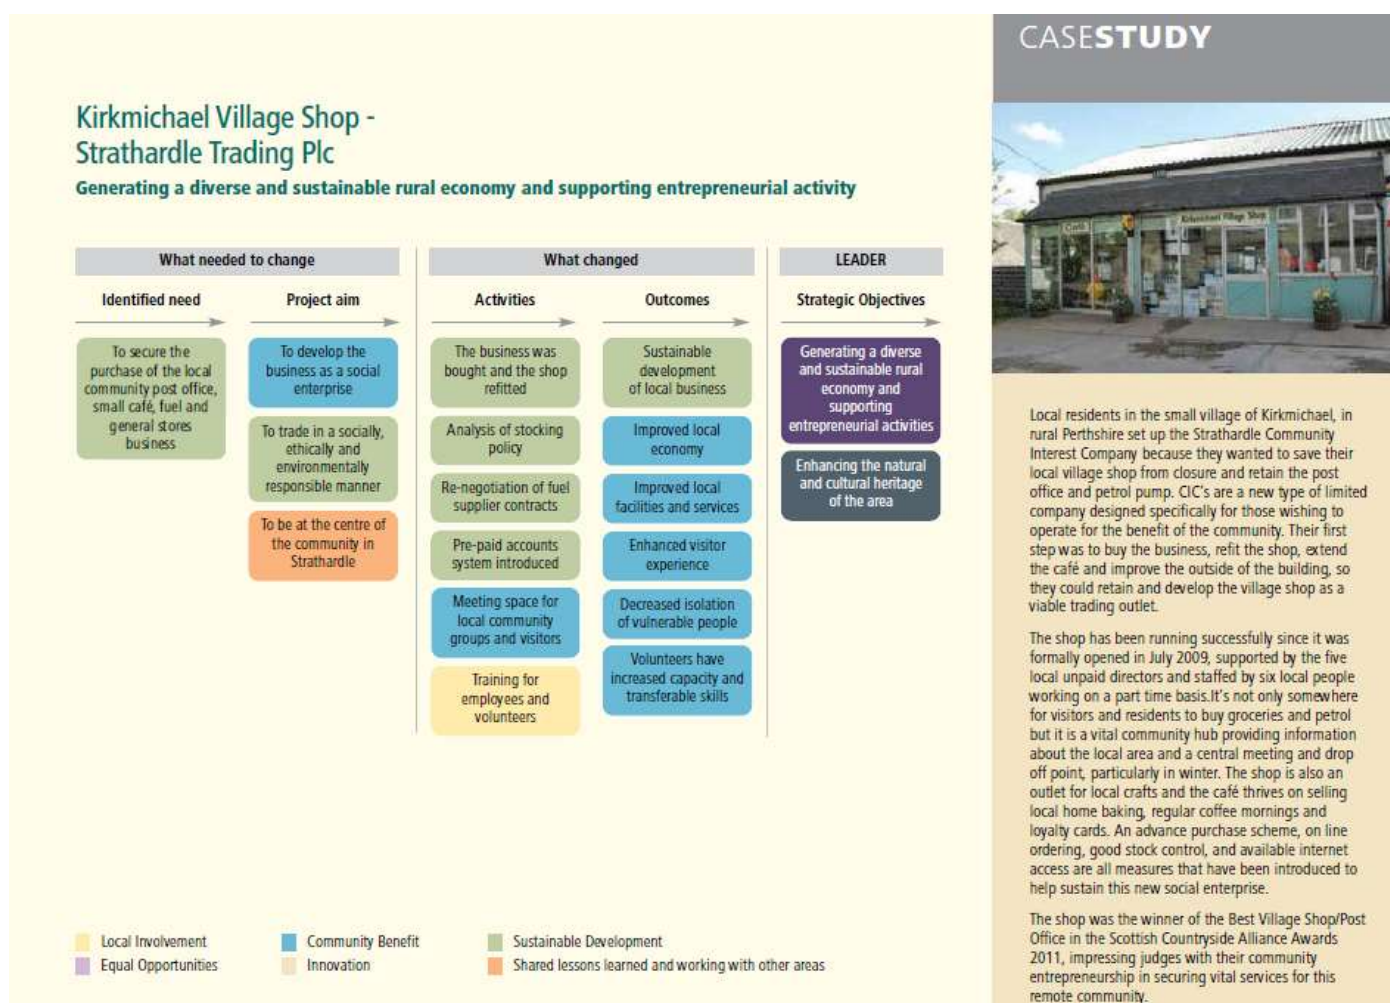 CASESTUDY
Kirkmichael Village Shop -
Strathardle Trading Plc
Generating a diverse and sustainable rural economy and supporting entrepreneurial activity
What needed to change
What changed
LEADER
Identified need
Project aim
Activities
Outcomes
Strategic Objectives
To secure the
purchase of the local
community post office,
small café, fuel and
general stores
business
To develop the
business as a social
enterprise
To trade in a socially,
ethically and
environmentally
responsible manner
To be at the centre of
the community in
Strathardle
The business was
bought and the shop
refitted
Analysis of stocking
policy
Re-negotiation of fuel
supplier contracts
Pre-paid accounts
system introduced
Meeting space for
local community
groups and visitors
Training for
employees and
volunteers
Sustainable
development
of local business
Improved local
economy
Improved local
facilities and services
Enhanced visitor
experience
Decreased isolation
of vulnerable people
Volunteers have
increased capacity and
transferable skills
Generating a diverse
and sustainable rural
economy and
supporting
entrepreneurial activities
Enhancing the natural
and cultural heritage
of the area
Local Involvement
Equal Opportunities
Community Benefit
Innovation
Sustainable Development
Shared lessons learned and working with other areas
Kirkmichael Village Shop
Local residents in the small village of Kirkmichael, in
rural Perthshire set up the Strathardle Community
Interest Company because they wanted to save their
local village shop from closure and retain the post
office and petrol pump. CIC's are a new type of limited
company designed specifically for those wishing to
operate for the benefit of the community. Their first
step was to buy the business, refit the shop, extend
the café and improve the outside of the building, so
they could retain and develop the village shop as a
viable trading outlet.
The shop has been running successfully since it was
formally opened in July 2009, supported by the five
local unpaid directors and staffed by six local people
working on a part time basis.It's not only somewhere
for visitors and residents to buy groceries and petrol
but it is a vital community hub providing information
about the local area and a central meeting and drop
off point, particularly in winter. The shop is also an
outlet for local crafts and the café thrives on selling
local home baking, regular coffee mornings and
loyalty cards. An advance purchase scheme, on line
ordering, good stock control, and available internet
access are all measures that have been introduced to
help sustain this new social enterprise.
The shop was the winner of the Best Village Shop/Post
Office in the Scottish Countryside Alliance Awards
2011, impressing judges with their community
entrepreneurship in securing vital services for this
remote community.